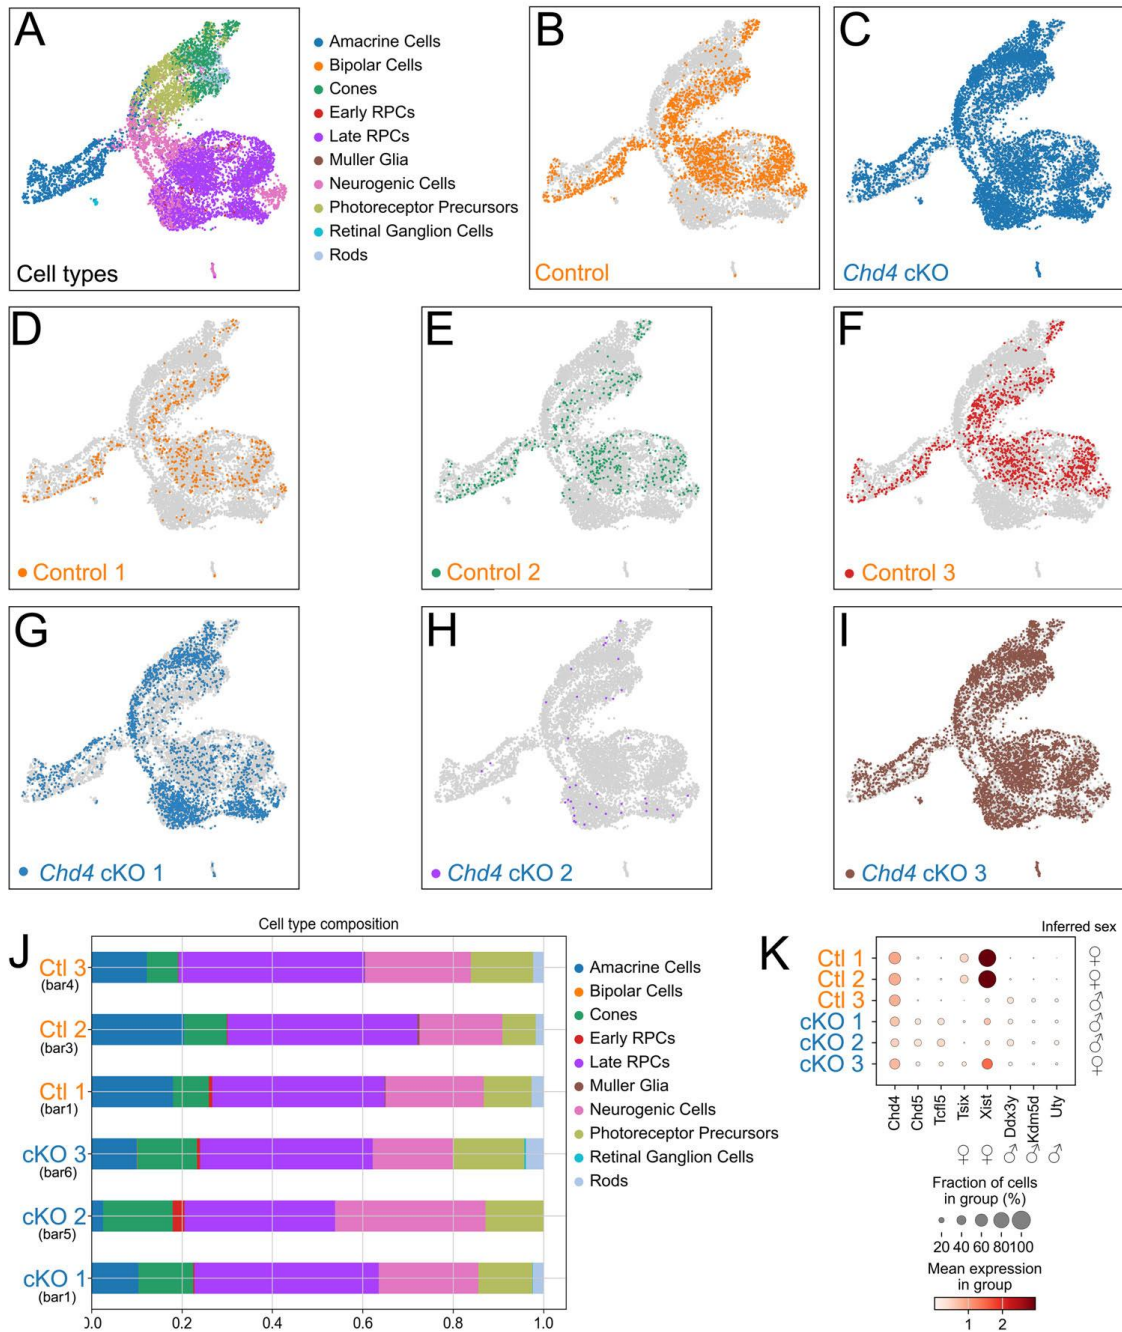 A
Cell types
Amacrine Cells
Bipolar Cells
Cones
Early RPCs
Late RPCs
Muller Glia
Neurogenic Cells
Photoreceptor Precursors
Retinal Ganglion Cells
Rods
B
Control
C
Chd4 cKO
D
Control 1
E
Control 2
F
Control 3
G
Chd4 cKO 1
H
Chd4 cKO 2
I
Chd4 cKO 3
J
Cell type composition
Ctl 3
(bar4)
Ctl 2
(bar3)
Ctl 1
(bar1)
cKO 3
(bar6)
cKO 2
(bar5)
cKO 1
(bar1)
0.0 0.2 0.4 0.6 0.8 1.0
Amacrine Cells
Bipolar Cells
Cones
Early RPCs
Late RPCs
Muller Glia
Neurogenic Cells
Photoreceptor Precursors
Retinal Ganglion Cells
Rods
K
Inferred sex
Ctl 1 ♀
Ctl 2 ♀
Ctl 3 ♂
cKO 1 ♂
cKO 2 ♂
cKO 3 ♀
Chd4 Chd5 Tcfl5 Tsix Xist Ddx3y Kdm5d Uty
♀ ♀ ♂ ♂ ♂
Fraction of cells
in group (%)
20 40 60 80 100
Mean expression
in group
1 2